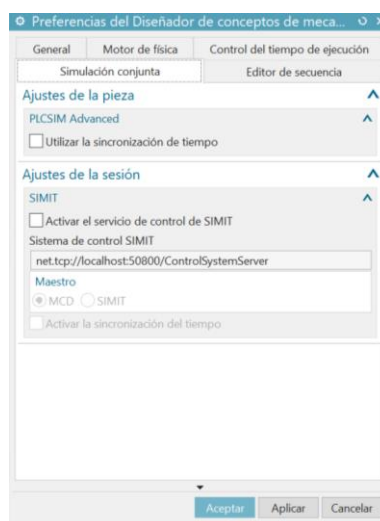 Preferencias del Diseñador de conceptos de meca...
General Motor de física Control del tiempo de ejecución
Simulación conjunta Editor de secuencia
Ajustes de la pieza
PLCSIM Advanced
Utilizar la sincronización de tiempo
Ajustes de la sesión
SIMIT
Activar el servicio de control de SIMIT
Sistema de control SIMIT
net.tcp://localhost:50800/ControlSystemServer
Maestro
MCD SIMIT
Activar la sincronización del tiempo
Aceptar Aplicar Cancelar